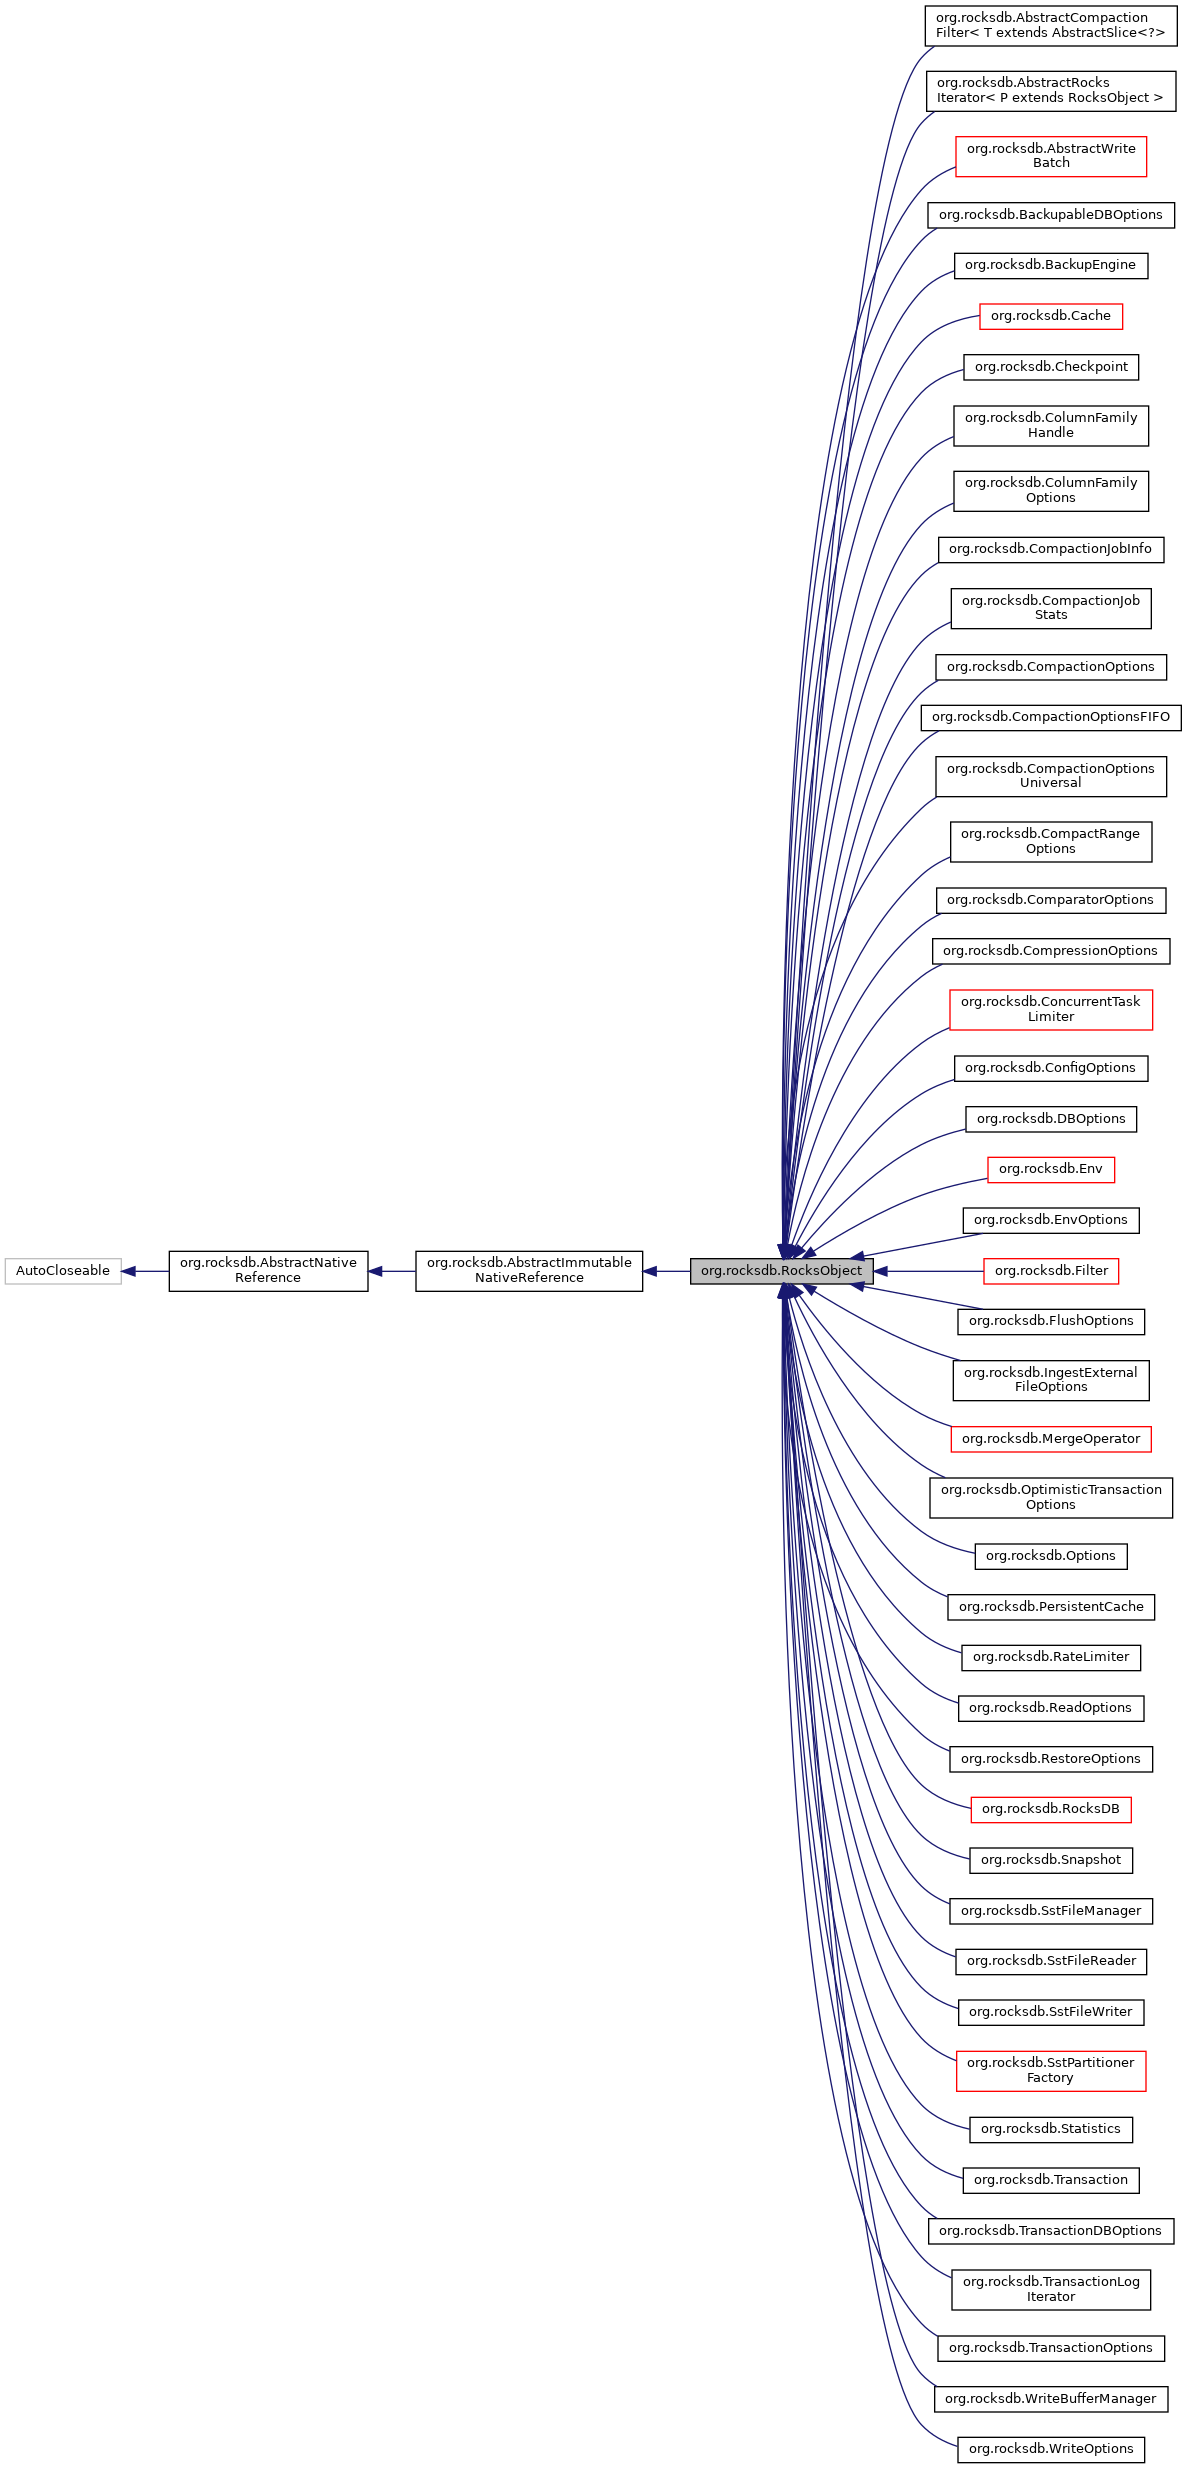 org.rocksdb.AbstractCompaction
Filter< T extends AbstractSlice<?>
org.rocksdb.AbstractRocks
Iterator< P extends RocksObject >
org.rocksdb.AbstractWrite
Batch
org.rocksdb.BackupableDBOptions
org.rocksdb.BackupEngine
org.rocksdb.Cache
org.rocksdb.Checkpoint
org.rocksdb.ColumnFamily
Handle
org.rocksdb.ColumnFamily
Options
org.rocksdb.CompactionJobInfo
org.rocksdb.CompactionJob
Stats
org.rocksdb.CompactionOptions
org.rocksdb.CompactionOptionsFIFO
org.rocksdb.CompactionOptions
Universal
org.rocksdb.CompactRange
Options
org.rocksdb.ComparatorOptions
org.rocksdb.CompressionOptions
org.rocksdb.ConcurrentTask
Limiter
org.rocksdb.ConfigOptions
org.rocksdb.DBOptions
org.rocksdb.Env
org.rocksdb.EnvOptions
AutoCloseable
org.rocksdb.AbstractNative
Reference
org.rocksdb.AbstractImmutable
NativeReference
org.rocksdb.RocksObject
org.rocksdb.Filter
org.rocksdb.FlushOptions
org.rocksdb.IngestExternal
FileOptions
org.rocksdb.MergeOperator
org.rocksdb.OptimisticTransaction
Options
org.rocksdb.Options
org.rocksdb.PersistentCache
org.rocksdb.RateLimiter
org.rocksdb.ReadOptions
org.rocksdb.RestoreOptions
org.rocksdb.RocksDB
org.rocksdb.Snapshot
org.rocksdb.SstFileManager
org.rocksdb.SstFileReader
org.rocksdb.SstFileWriter
org.rocksdb.SstPartitioner
Factory
org.rocksdb.Statistics
org.rocksdb.Transaction
org.rocksdb.TransactionDBOptions
org.rocksdb.TransactionLog
Iterator
org.rocksdb.TransactionOptions
org.rocksdb.WriteBufferManager
org.rocksdb.WriteOptions